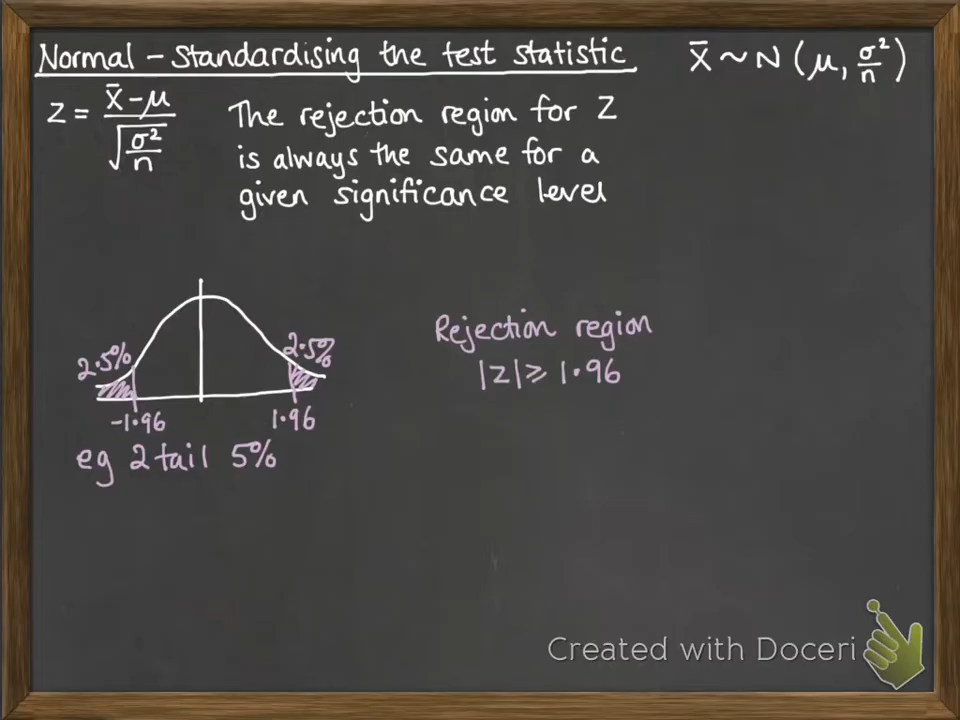 Normal - Standardising the test statistic
X̄ ~ N (μ, σ²/n)
Z = (X̄ - μ)/√(σ²/n)
The rejection region for Z
is always the same for a
given significance level
2.5%
2.5%
-1.96
1.96
eg 2 tail 5%
Rejection region
|Z| ⩾ 1.96
Created with Doceri